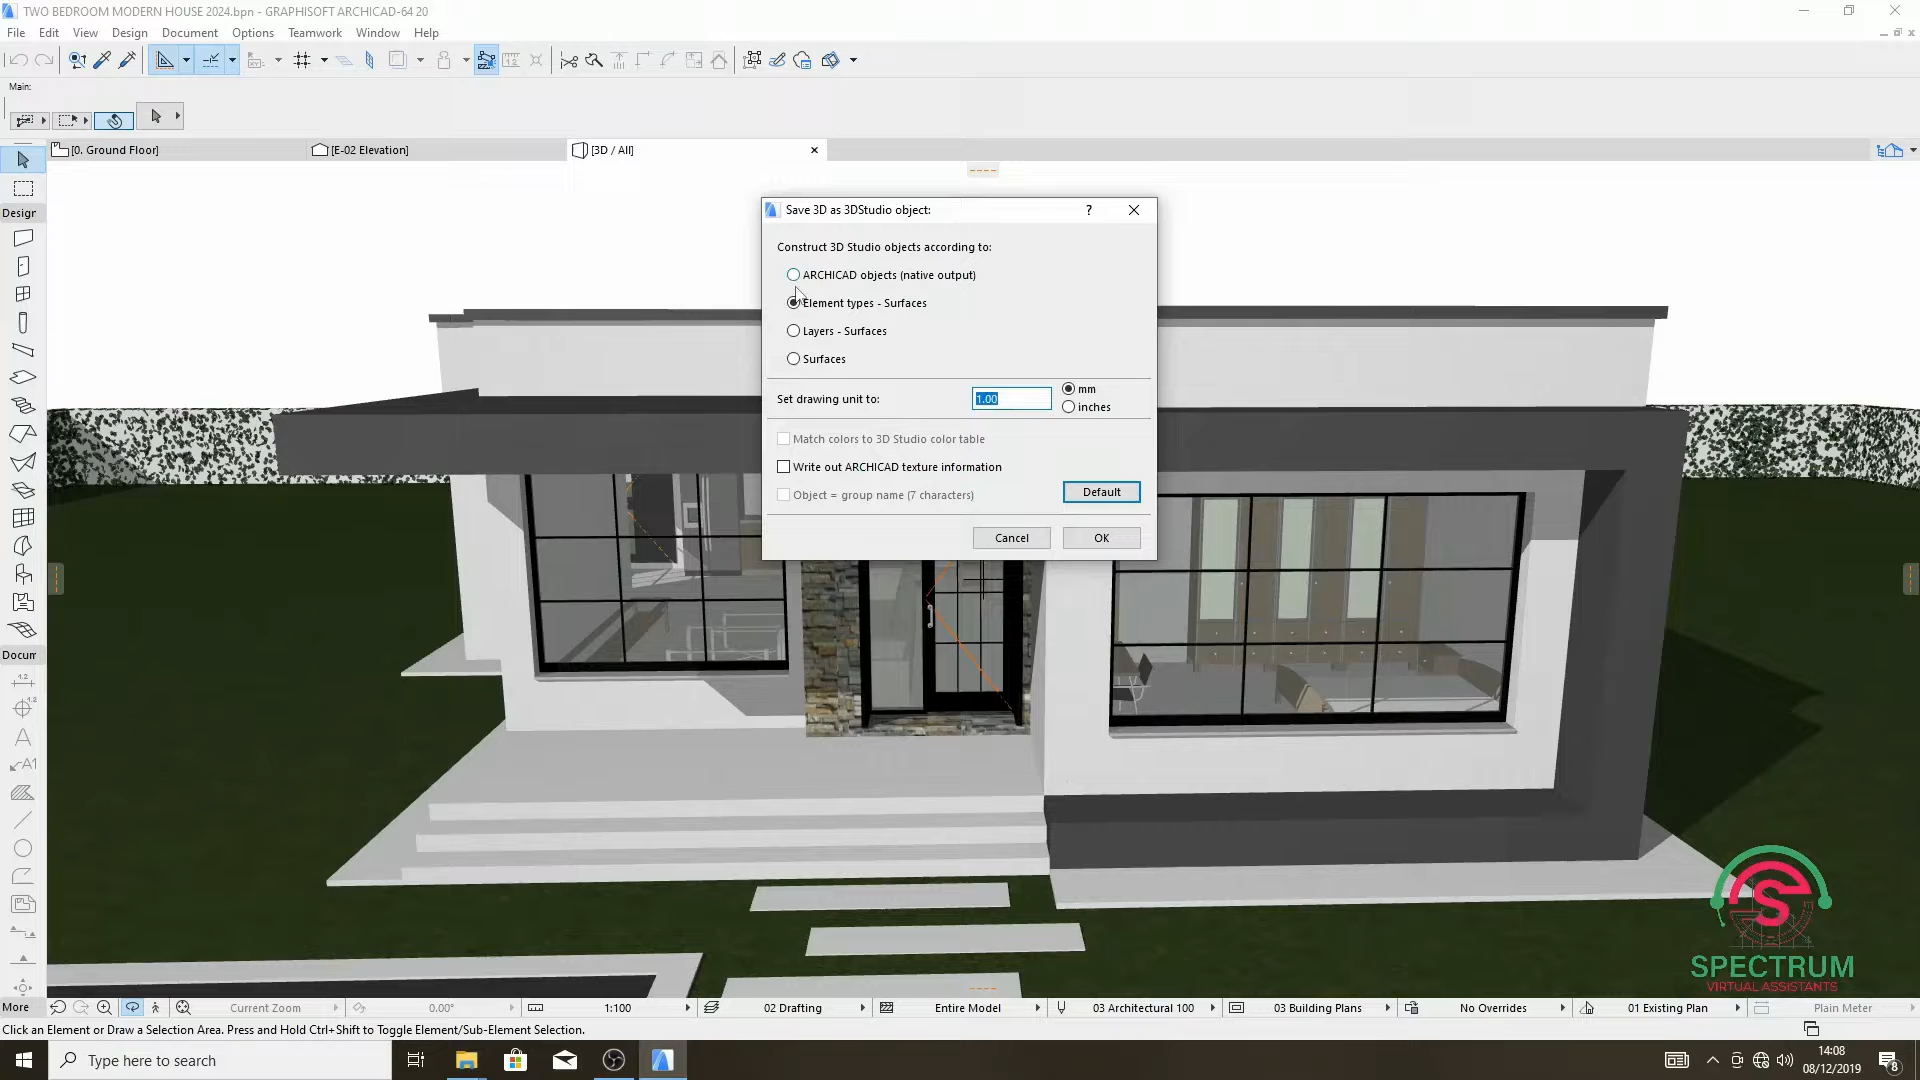 TWO BEDROOM MODERN HOUSE 2024.bpn - GRAPHISOFT ARCHICAD-64 20
File Edit View Design Document Options Teamwork Window Help
Main:
[0. Ground Floor] [E-02 Elevation] [3D / All]
Design
Save 3D as 3DStudio object:
Construct 3D Studio objects according to:
ARCHICAD objects (native output)
Element types - Surfaces
Layers - Surfaces
Surfaces
Set drawing unit to: 1.00 mm
inches
Match colors to 3D Studio color table
Write out ARCHICAD texture information
Object = group name (7 characters)
Default
Cancel OK
Docum
SPECTRUM
VIRTUAL ASSISTANTS
More Current Zoom 0.00° 1:100 02 Drafting Entire Model 03 Architectural 100 03 Building Plans No Overrides 01 Existing Plan Plain Meter
Click an Element or Draw a Selection Area. Press and Hold Ctrl+Shift to Toggle Element/Sub-Element Selection.
Type here to search
14:08
08/12/2019
8